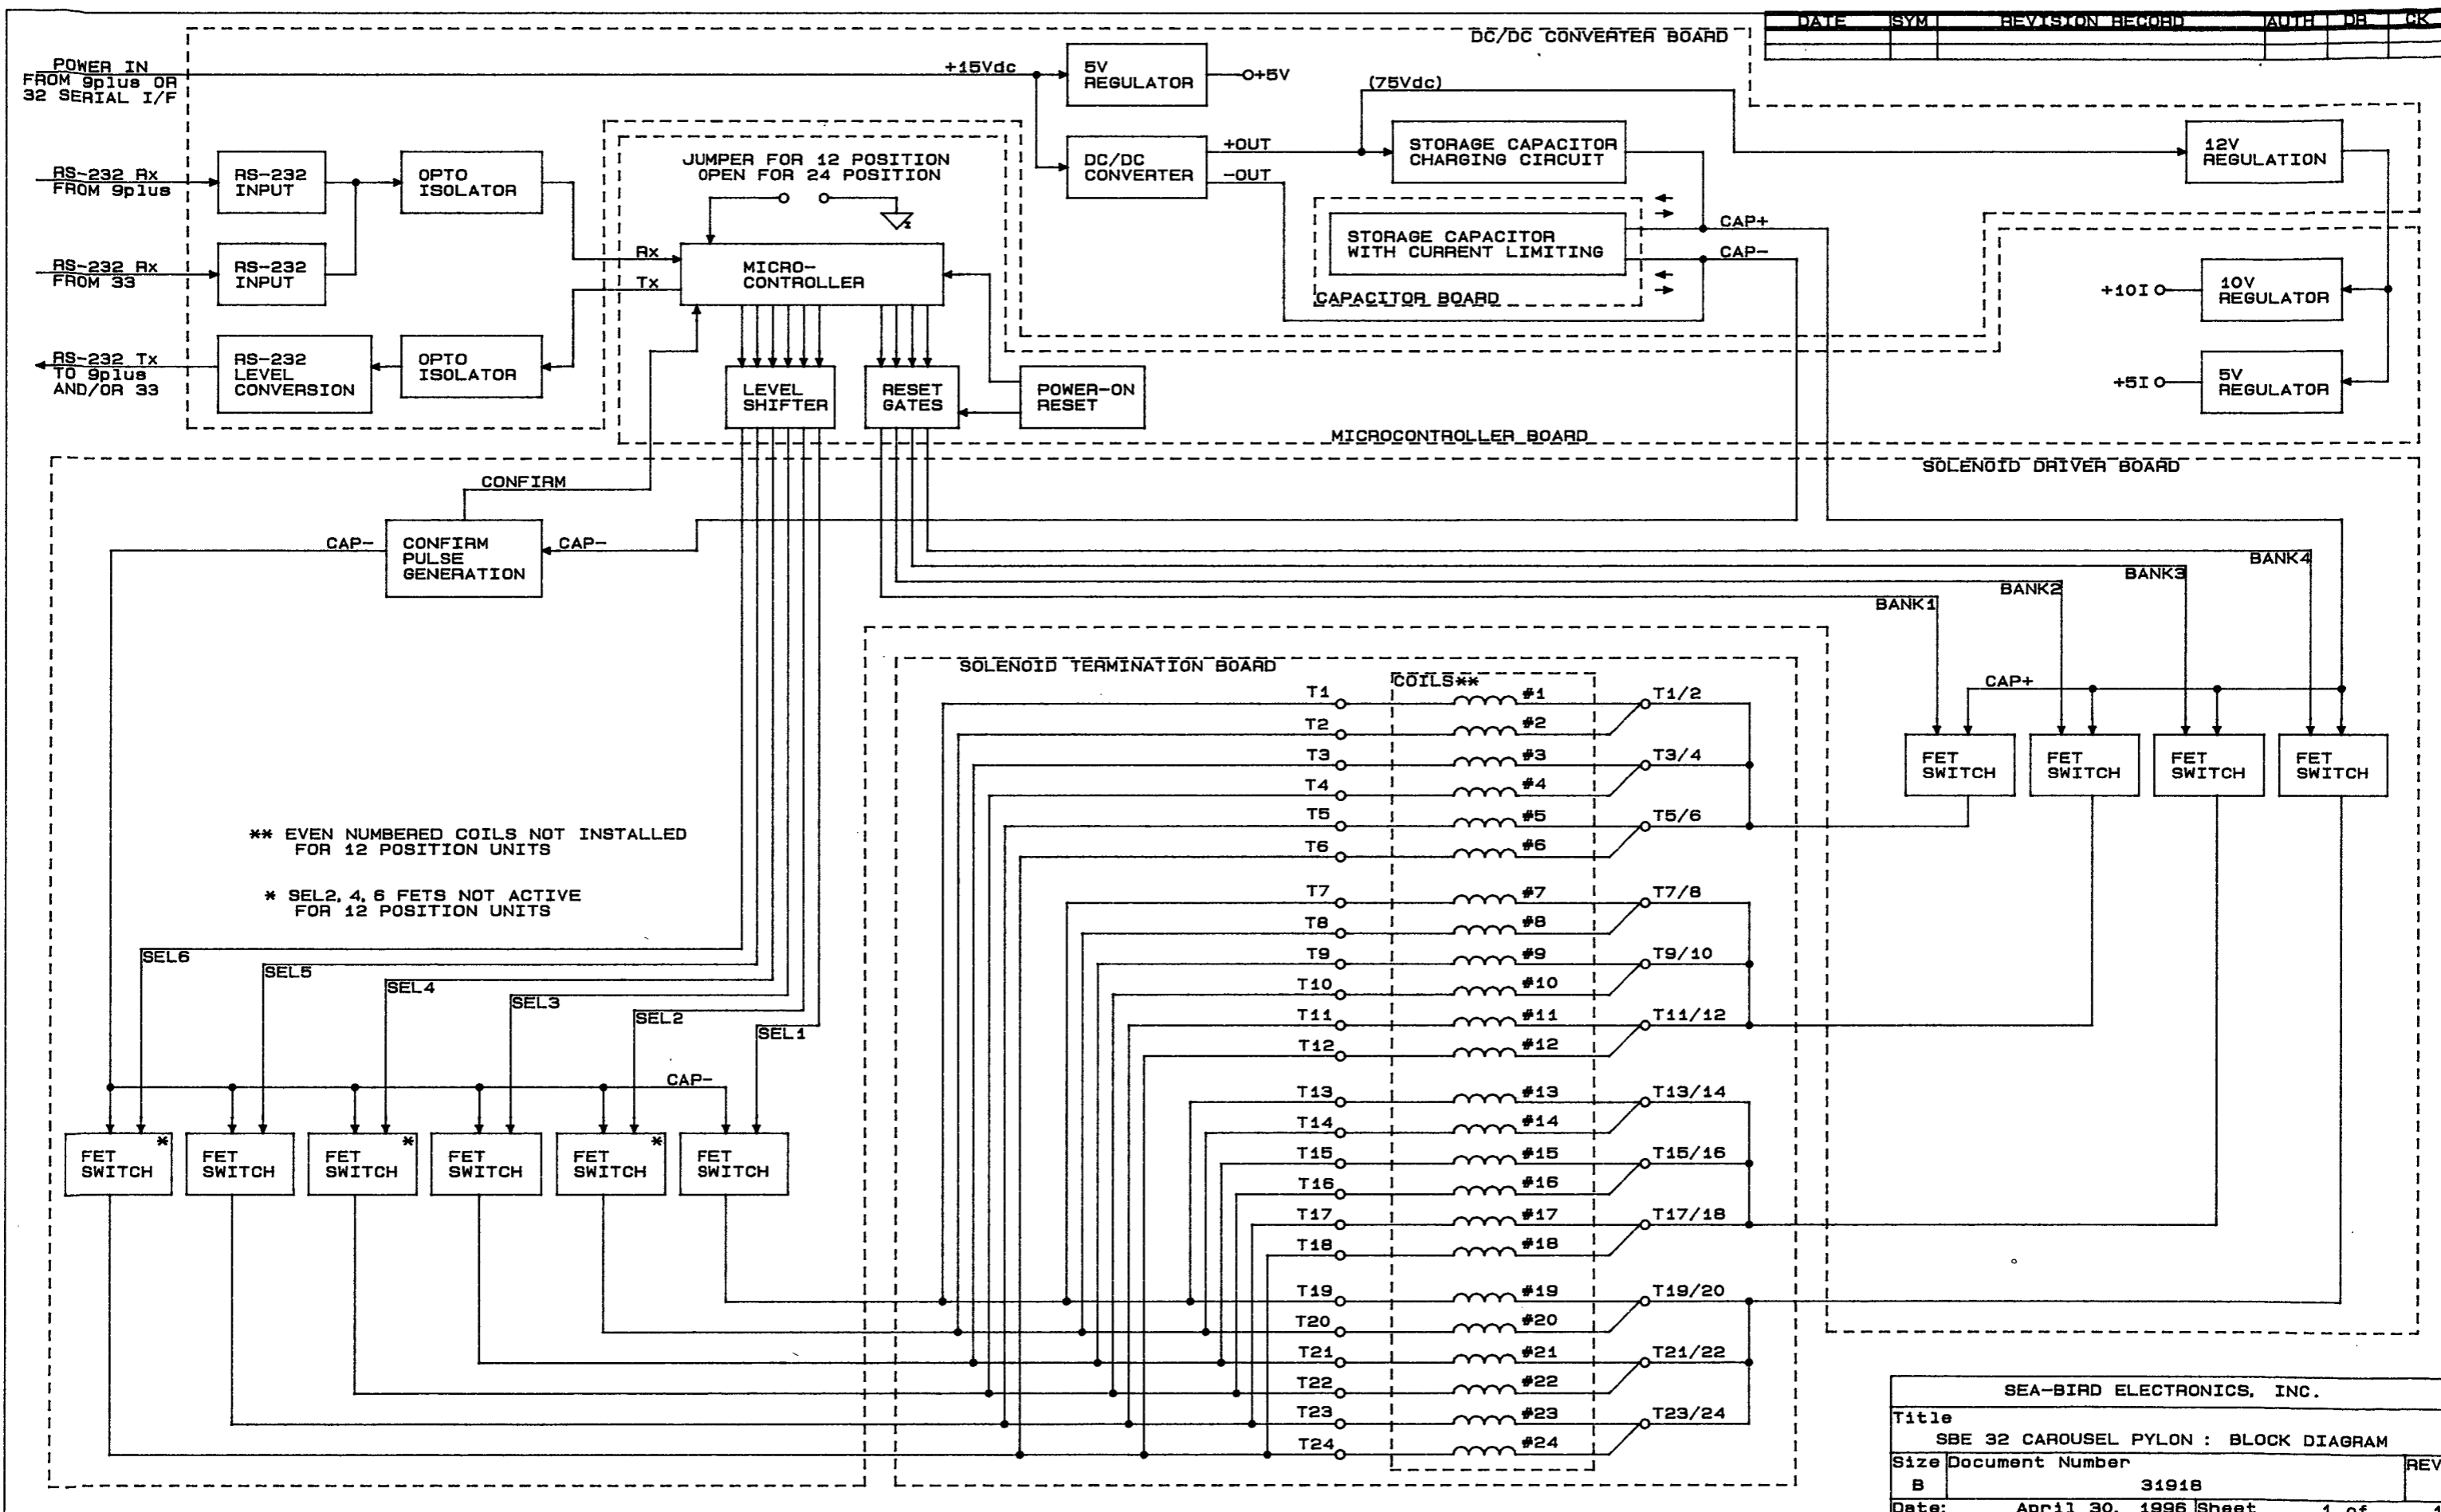 DATE SYM REVISION RECORD AUTH DR CK
DC/DC CONVERTER BOARD
POWER IN
FROM 9plus OR
32 SERIAL I/F
+15Vdc
5V
REGULATOR
+5V
(75Vdc)
RS-232 Rx
FROM 9plus
RS-232
INPUT
OPTO
ISOLATOR
JUMPER FOR 12 POSITION
OPEN FOR 24 POSITION
DC/DC
CONVERTER
+OUT
-OUT
STORAGE CAPACITOR
CHARGING CIRCUIT
12V
REGULATION
STORAGE CAPACITOR
WITH CURRENT LIMITING
CAP+
CAP-
CAPACITOR BOARD
RS-232 Rx
FROM 33
RS-232
INPUT
Rx
Tx
MICRO-
CONTROLLER
+10I
10V
REGULATOR
RS-232 Tx
TO 9plus
AND/OR 33
RS-232
LEVEL
CONVERSION
OPTO
ISOLATOR
LEVEL
SHIFTER
RESET
GATES
POWER-ON
RESET
+5I
5V
REGULATOR
MICROCONTROLLER BOARD
SOLENOID DRIVER BOARD
CONFIRM
CAP-
CONFIRM
PULSE
GENERATION
CAP-
BANK4
BANK3
BANK2
BANK1
SOLENOID TERMINATION BOARD
COILS**
CAP+
T1 #1 T1/2
T2 #2
T3 #3 T3/4
T4 #4
T5 #5 T5/6
T6 #6
FET
SWITCH
FET
SWITCH
FET
SWITCH
FET
SWITCH
** EVEN NUMBERED COILS NOT INSTALLED
FOR 12 POSITION UNITS
* SEL2, 4, 6 FETS NOT ACTIVE
FOR 12 POSITION UNITS
T7 #7 T7/8
T8 #8
T9 #9 T9/10
T10 #10
T11 #11 T11/12
T12 #12
SEL6
SEL5
SEL4
SEL3
SEL2
SEL1
CAP-
T13 #13 T13/14
T14 #14
T15 #15 T15/16
T16 #16
T17 #17 T17/18
T18 #18
FET
SWITCH
*
FET
SWITCH
FET
SWITCH
*
FET
SWITCH
FET
SWITCH
*
FET
SWITCH
T19 #19 T19/20
T20 #20
T21 #21 T21/22
T22 #22
T23 #23 T23/24
T24 #24
SEA-BIRD ELECTRONICS, INC.
Title
SBE 32 CAROUSEL PYLON : BLOCK DIAGRAM
Size Document Number REV
B 31918
Date: April 30, 1996 Sheet 1 of 1